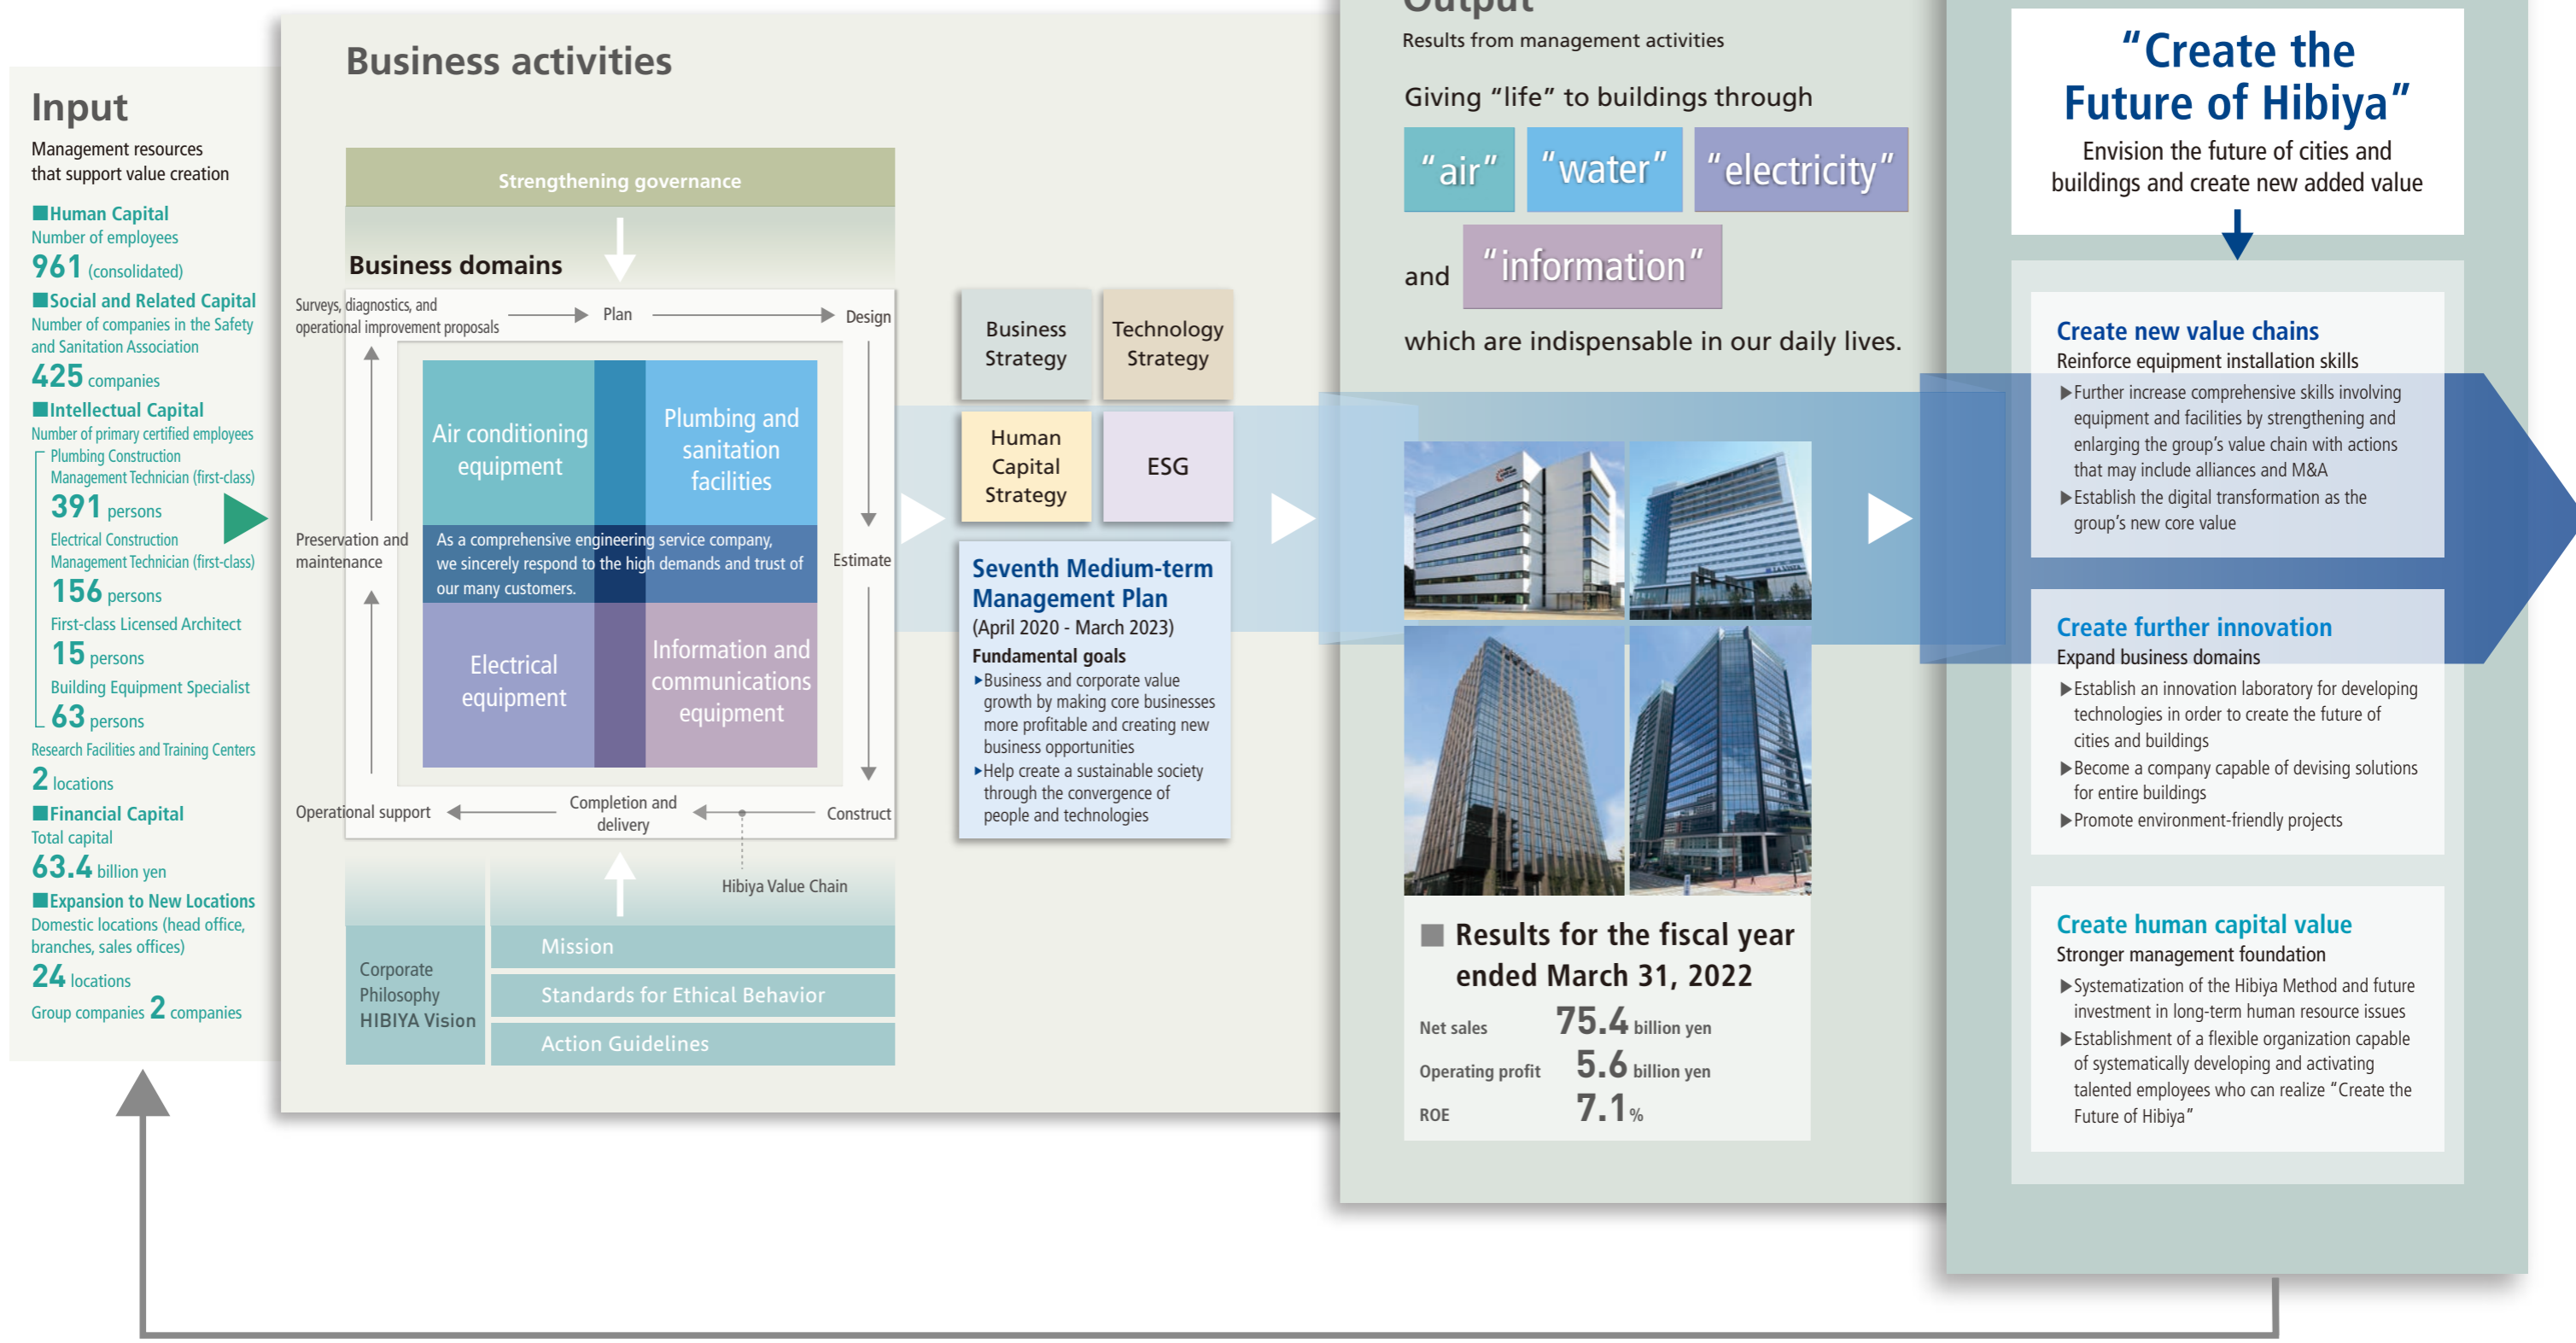 Input
Management resources
that support value creation
■Human Capital
Number of employees
961 (consolidated)
■Social and Related Capital
Number of companies in the Safety
and Sanitation Association
425 companies
■Intellectual Capital
Number of primary certified employees
Plumbing Construction
Management Technician (first-class)
391 persons
Electrical Construction
Management Technician (first-class)
156 persons
First-class Licensed Architect
15 persons
Building Equipment Specialist
63 persons
Research Facilities and Training Centers
2 locations
■Financial Capital
Total capital
63.4 billion yen
■Expansion to New Locations
Domestic locations (head office,
branches, sales offices)
24 locations
Group companies 2 companies
Business activities
Strengthening governance
Business domains
Surveys, diagnostics, and
operational improvement proposals
Plan
Design
Air conditioning
equipment
Plumbing and
sanitation
facilities
Preservation and
maintenance
As a comprehensive engineering service company,
we sincerely respond to the high demands and trust of
our many customers.
Estimate
Electrical
equipment
Information and
communications
equipment
Operational support
Completion and
delivery
Construct
Hibiya Value Chain
Corporate
Philosophy
HIBIYA Vision
Mission
Standards for Ethical Behavior
Action Guidelines
Business
Strategy
Technology
Strategy
Human
Capital
Strategy
ESG
Seventh Medium-term
Management Plan
(April 2020 - March 2023)
Fundamental goals
▶Business and corporate value
growth by making core businesses
more profitable and creating new
business opportunities
▶Help create a sustainable society
through the convergence of
people and technologies
Output
Results from management activities
Giving “life” to buildings through
“air” “water” “electricity”
and “information”
which are indispensable in our daily lives.
■ Results for the fiscal year
ended March 31, 2022
Net sales 75.4 billion yen
Operating profit 5.6 billion yen
ROE 7.1%
“Create the
Future of Hibiya”
Envision the future of cities and
buildings and create new added value
Create new value chains
Reinforce equipment installation skills
▶Further increase comprehensive skills involving
equipment and facilities by strengthening and
enlarging the group’s value chain with actions
that may include alliances and M&A
▶Establish the digital transformation as the
group’s new core value
Create further innovation
Expand business domains
▶Establish an innovation laboratory for developing
technologies in order to create the future of
cities and buildings
▶Become a company capable of devising solutions
for entire buildings
▶Promote environment-friendly projects
Create human capital value
Stronger management foundation
▶Systematization of the Hibiya Method and future
investment in long-term human resource issues
▶Establishment of a flexible organization capable
of systematically developing and activating
talented employees who can realize “Create the
Future of Hibiya”